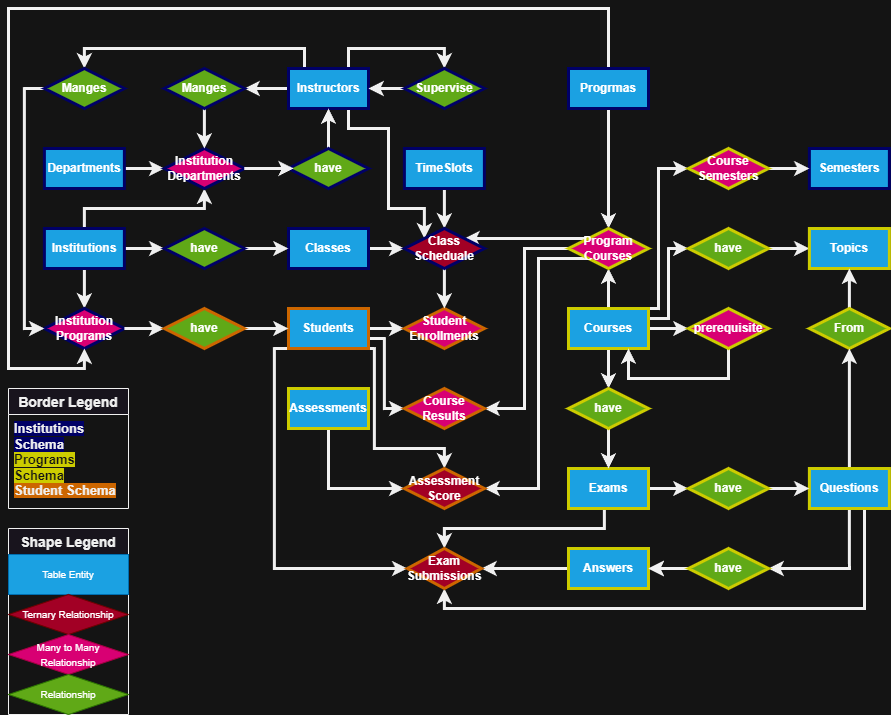 Manges
Manges
Instructors
Supervise
Progrmas
Departments
Institution
Departments
have
TimeSlots
Course
Semesters
Semesters
Institutions
have
Classes
Class
Scheduale
Program
Courses
have
Topics
Institution
Programs
have
Students
Student
Enrollments
Courses
prerequisite
From
Border Legend
Institutions
Schema
Programs
Schema
Student Schema
Assessments
Course
Results
have
Assessment
Score
Exams
have
Questions
Shape Legend
Table Entity
Ternary Relationship
Many to Many
Relationship
Relationship
Exam
Submissions
Answers
have